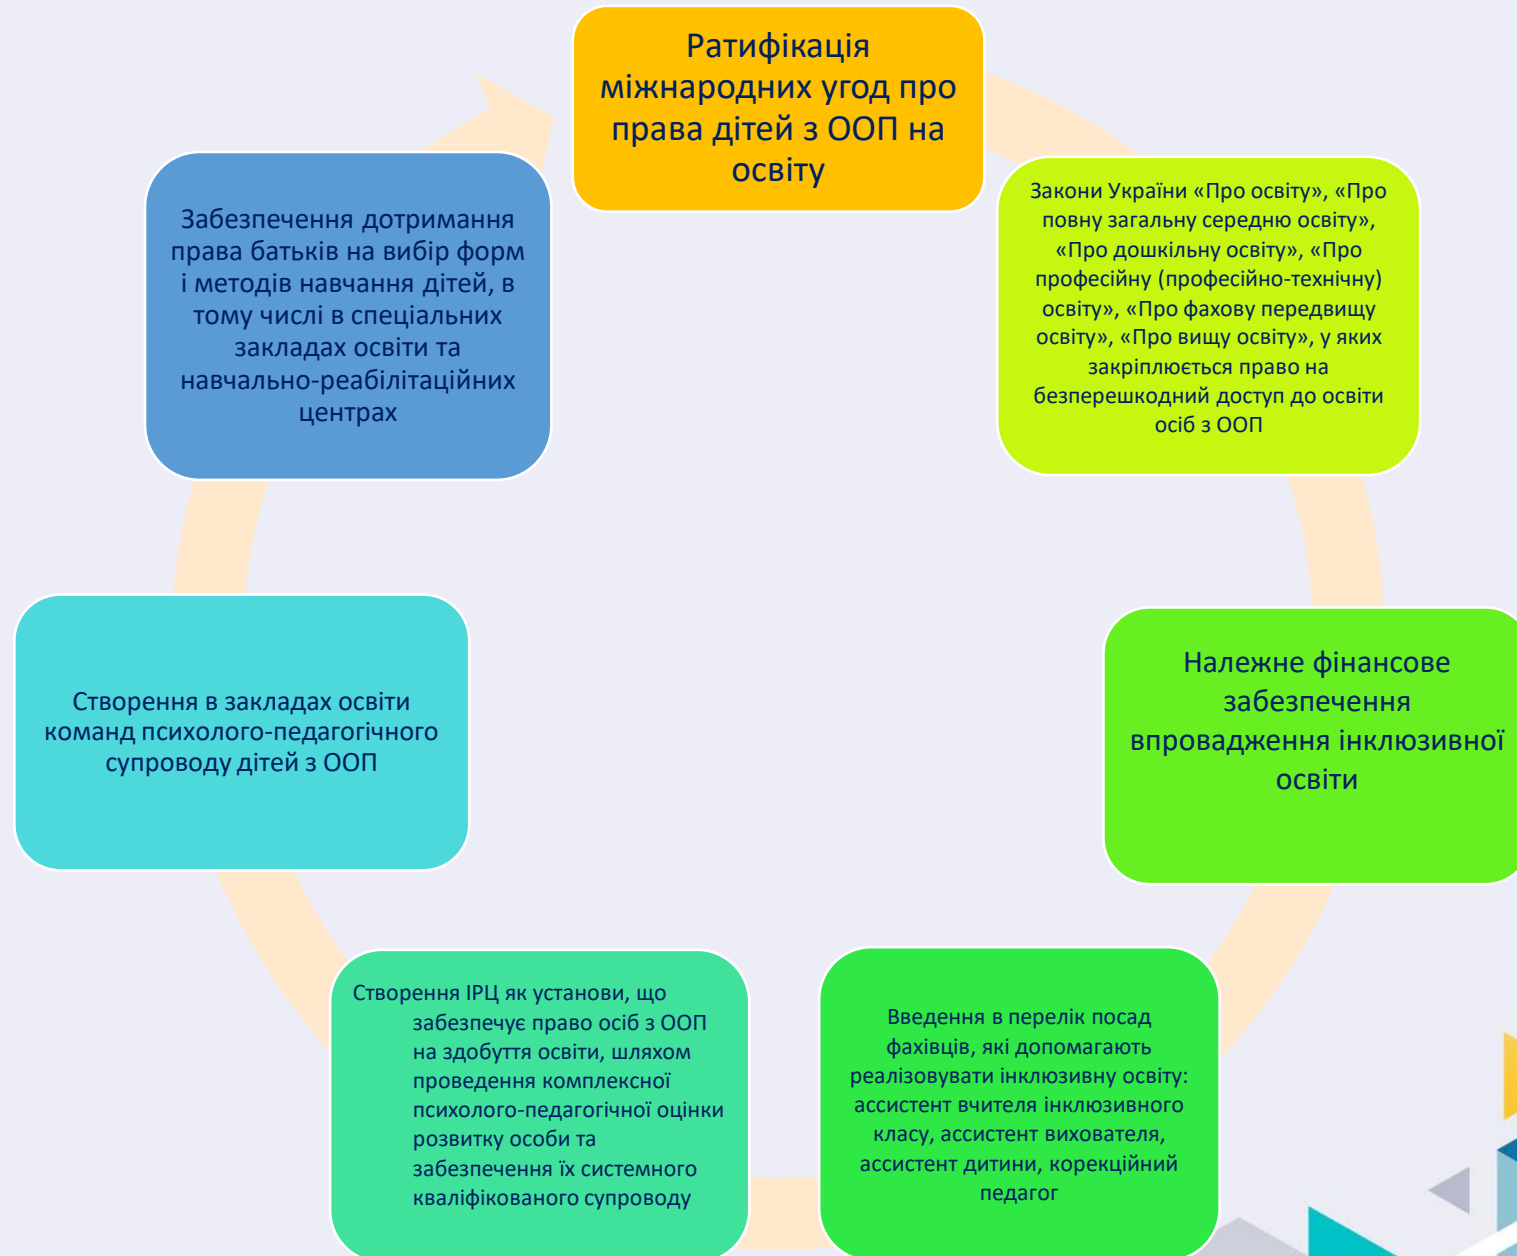 Ратифікація
міжнародних угод про
права дітей з ООП на
освіту
Закони України «Про освіту», «Про
повну загальну середню освіту»,
«Про дошкільну освіту», «Про
професійну (професійно-технічну)
освіту», «Про фахову передвищу
освіту», «Про вищу освіту», у яких
закріплюється право на
безперешкодний доступ до освіти
осіб з ООП
Належне фінансове
забезпечення
впровадження інклюзивної
освіти
Введення в перелік посад
фахівців, які допомагають
реалізовувати інклюзивну освіту:
ассистент вчителя інклюзивного
класу, ассистент вихователя,
ассистент дитини, корекційний
педагог
Створення ІРЦ як установи, що
забезпечує право осіб з ООП
на здобуття освіти, шляхом
проведення комплексної
психолого-педагогічної оцінки
розвитку особи та
забезпечення їх системного
кваліфікованого супроводу
Створення в закладах освіти
команд психолого-педагогічного
супроводу дітей з ООП
Забезпечення дотримання
права батьків на вибір форм
і методів навчання дітей, в
тому числі в спеціальних
закладах освіти та
навчально-реабілітаційних
центрах